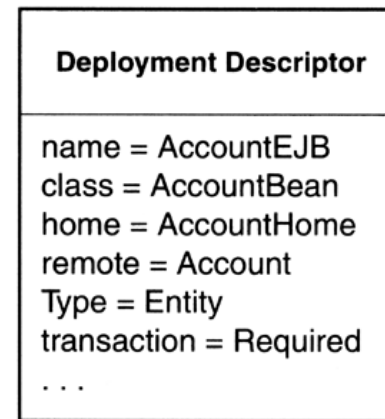 Deployment Descriptor
name = AccountEJB
class = AccountBean
home = AccountHome
remote = Account
Type = Entity
transaction = Required
. . .